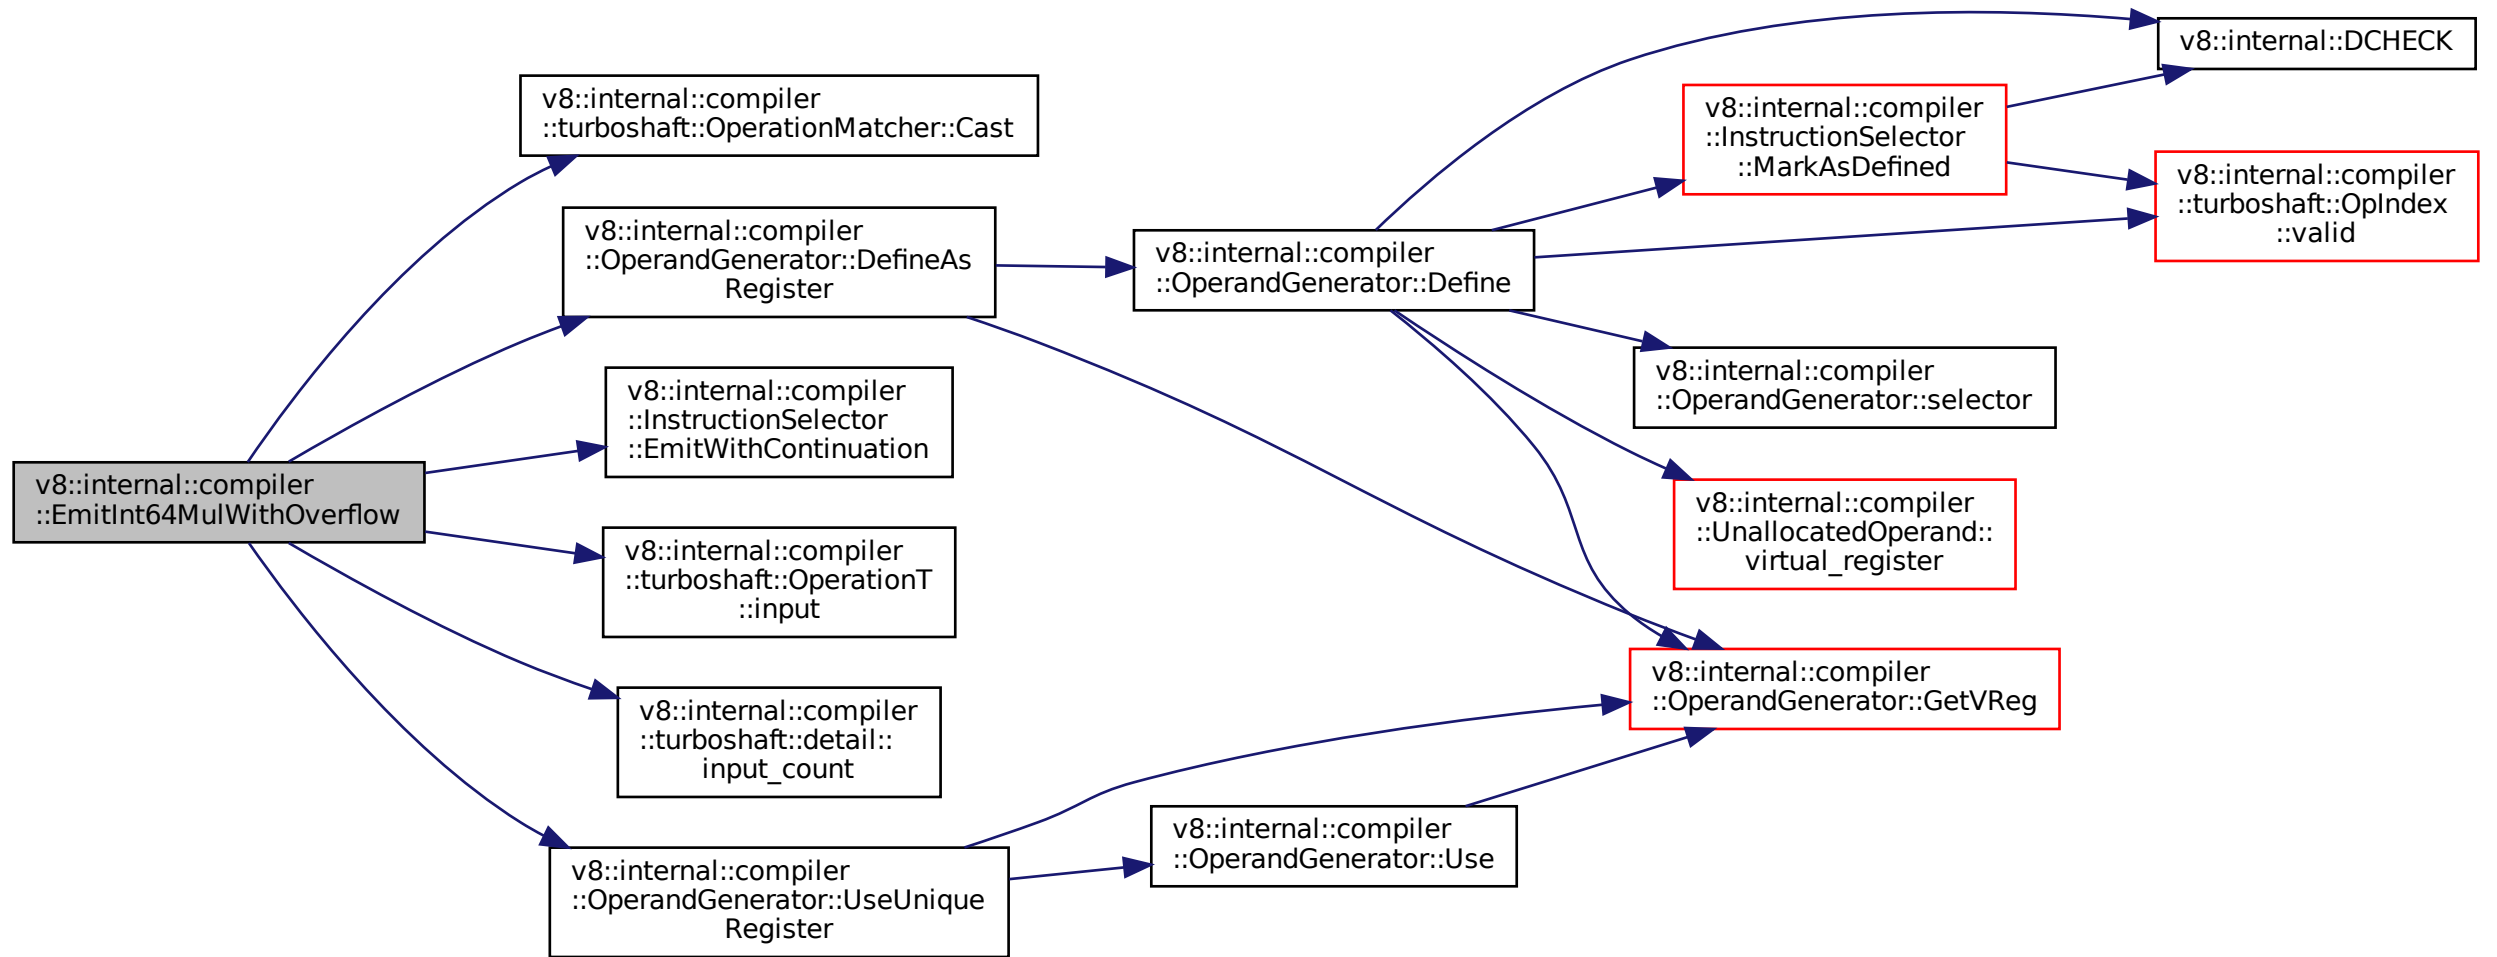 v8::internal::compiler
::EmitInt64MulWithOverflow
v8::internal::compiler
::turboshaft::OperationMatcher::Cast
v8::internal::compiler
::OperandGenerator::DefineAs
Register
v8::internal::compiler
::InstructionSelector
::EmitWithContinuation
v8::internal::compiler
::turboshaft::OperationT
::input
v8::internal::compiler
::turboshaft::detail::
input_count
v8::internal::compiler
::OperandGenerator::UseUnique
Register
v8::internal::compiler
::OperandGenerator::Define
v8::internal::compiler
::OperandGenerator::Use
v8::internal::compiler
::InstructionSelector
::MarkAsDefined
v8::internal::compiler
::OperandGenerator::selector
v8::internal::compiler
::UnallocatedOperand::
virtual_register
v8::internal::compiler
::OperandGenerator::GetVReg
v8::internal::DCHECK
v8::internal::compiler
::turboshaft::OpIndex
::valid